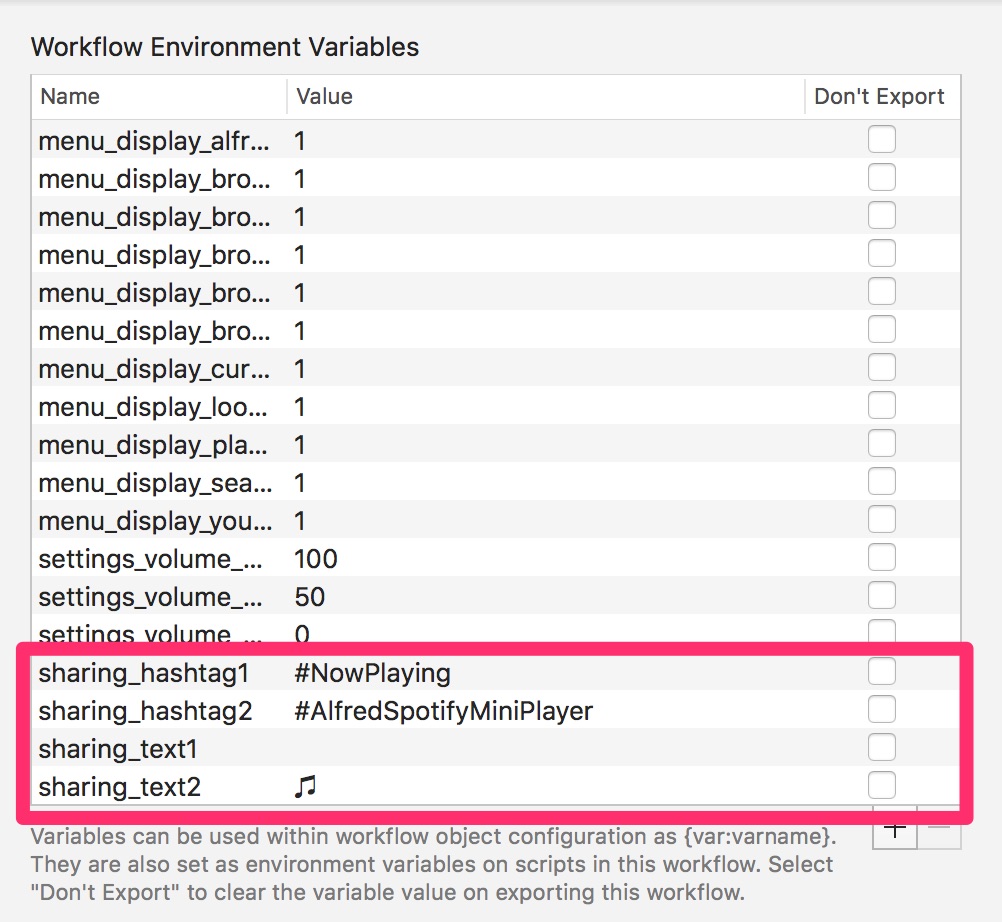 Workflow Environment Variables
Name Value Don't Export
menu_display_alfr... 1
menu_display_bro... 1
menu_display_bro... 1
menu_display_bro... 1
menu_display_bro... 1
menu_display_bro... 1
menu_display_cur... 1
menu_display_loo... 1
menu_display_pla... 1
menu_display_sea... 1
menu_display_you... 1
settings_volume_... 100
settings_volume_... 50
settings_volume_... 0
sharing_hashtag1 #NowPlaying
sharing_hashtag2 #AlfredSpotifyMiniPlayer
sharing_text1
sharing_text2 ♫
+ −
Variables can be used within workflow object configuration as {var:varname}.
They are also set as environment variables on scripts in this workflow. Select
"Don't Export" to clear the variable value on exporting this workflow.